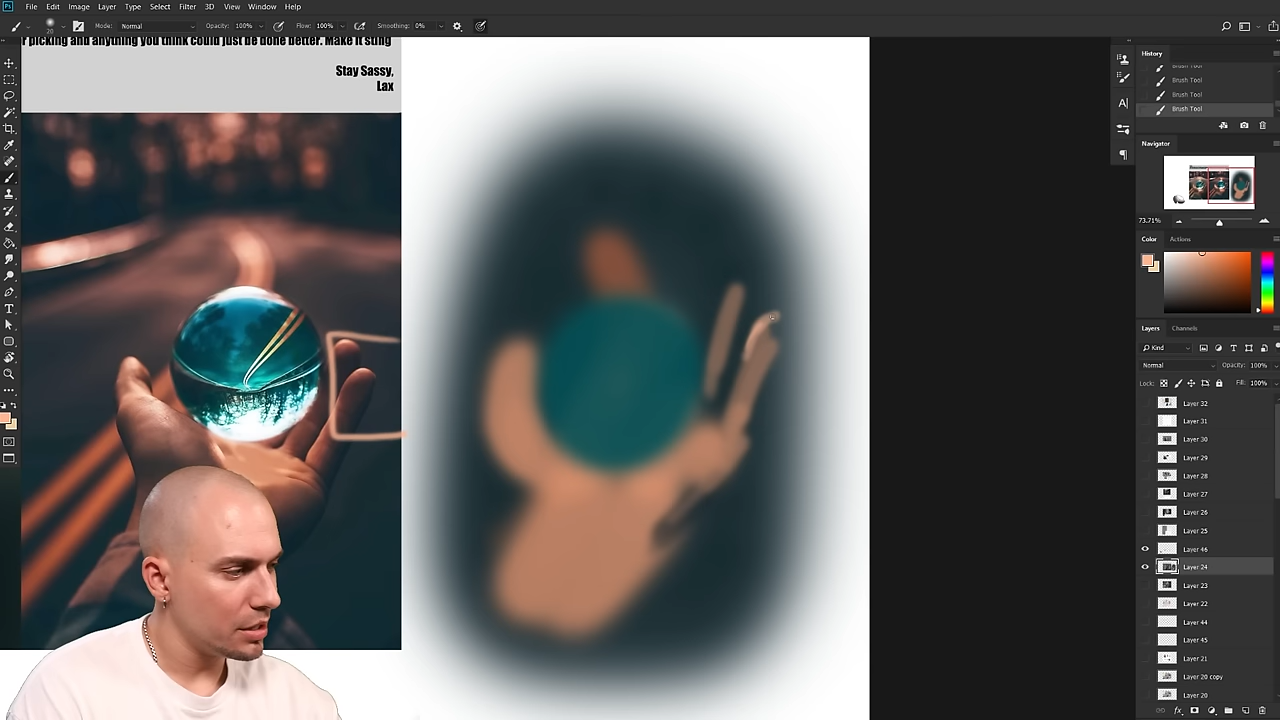 File Edit Image Layer Type Select Filter 3D View Window Help
20 Mode: Normal Opacity: 100% Flow: 100% Smoothing: 0%
r picking and anything you think could just be done better. Make it sting
Stay Sassy,
Lax
History
Brush Tool
Brush Tool
Brush Tool
Brush Tool
Navigator
73.71%
Color Actions
Layers Channels
Kind
Normal Opacity: 100%
Lock: Fill: 100%
Layer 32
Layer 31
Layer 30
Layer 29
Layer 28
Layer 27
Layer 26
Layer 25
Layer 46
Layer 24
Layer 23
Layer 22
Layer 44
Layer 45
Layer 21
Layer 20 copy
Layer 20